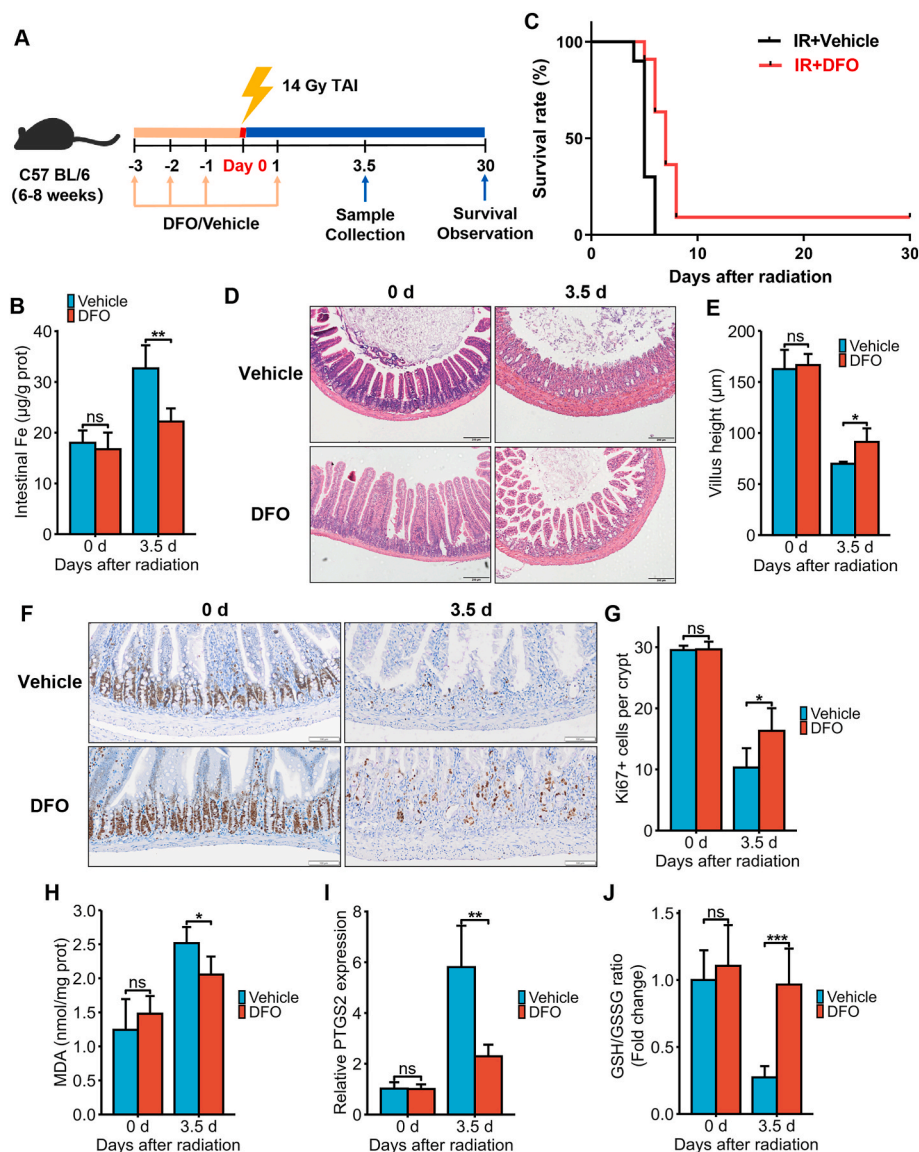 A
14 Gy TAI
C57 BL/6
(6-8 weeks)
-3 -2 -1 Day 0 1 3.5 30
DFO/Vehicle
Sample
Collection
Survival
Observation
C
IR+Vehicle
IR+DFO
Survival rate (%)
100
50
0
0 10 20 30
Days after radiation
B
Vehicle
DFO
Intestinal Fe (μg/g prot)
40
30
20
10
0
ns
**
0 d 3.5 d
Days after radiation
D
0 d 3.5 d
Vehicle
DFO
E
Vehicle
DFO
Villus height (μm)
200
150
100
50
0
ns
*
0 d 3.5 d
Days after radiation
F
0 d 3.5 d
Vehicle
DFO
G
Vehicle
DFO
Ki67+ cells per crypt
30
20
10
0
ns
*
0 d 3.5 d
Days after radiation
H
MDA (nmol/mg prot)
3.0
2.5
2.0
1.5
1.0
0.5
0.0
ns
*
Vehicle
DFO
0 d 3.5 d
Days after radiation
I
Relative PTGS2 expression
8
6
4
2
0
ns
**
Vehicle
DFO
0 d 3.5 d
Days after radiation
J
GSH/GSSG ratio
(Fold change)
1.5
1.0
0.5
0.0
ns
***
Vehicle
DFO
0 d 3.5 d
Days after radiation